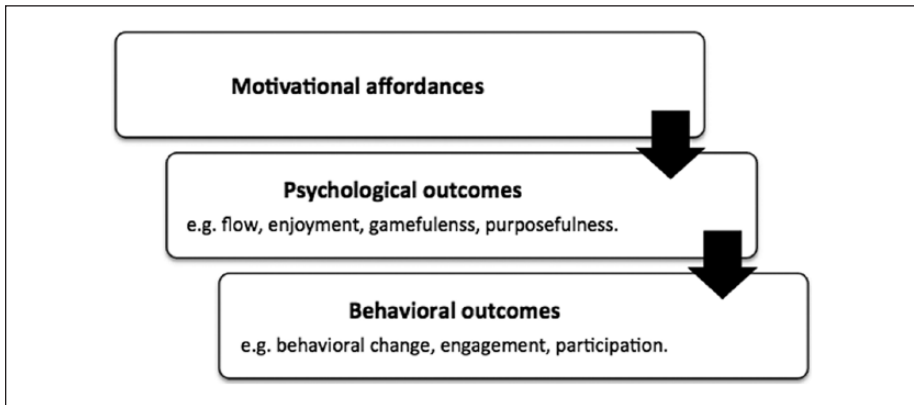 Motivational affordances
Psychological outcomes
e.g. flow, enjoyment, gamefulenss, purposefulness.
Behavioral outcomes
e.g. behavioral change, engagement, participation.